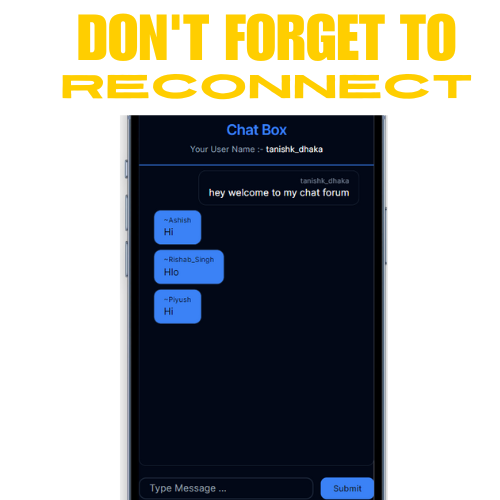 DON'T FORGET TO
RECONNECT
Chat Box
Your User Name :- tanishk_dhaka
tanishk_dhaka
hey welcome to my chat forum
~Ashish
Hi
~Rishab_Singh
Hlo
~Piyush
Hi
Type Message ...
Submit